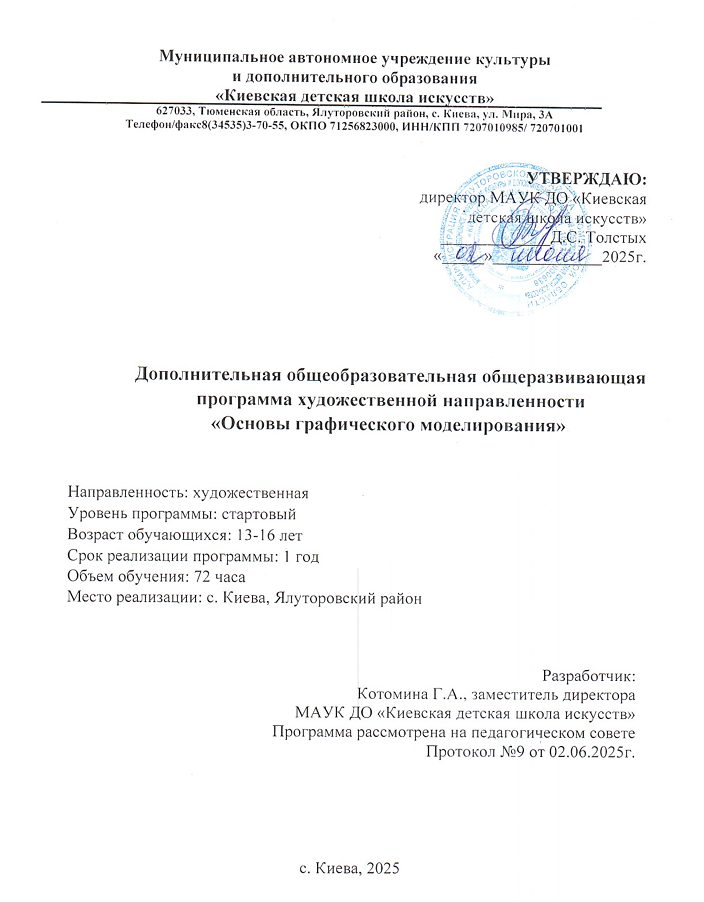 Муниципальное автономное учреждение культуры
и дополнительного образования
«Киевская детская школа искусств»
627033, Тюменская область, Ялуторовский район, с. Киева, ул. Мира, 3А
Телефон/факс8(34535)3-70-55, ОКПО 71256823000, ИНН/КПП 7207010985/ 720701001
УТВЕРЖДАЮ:
директор МАУК ДО «Киевская
детская школа искусств»
Д.С. Толстых
«02» июня 2025г.
Дополнительная общеобразовательная общеразвивающая
программа художественной направленности
«Основы графического моделирования»
Направленность: художественная
Уровень программы: стартовый
Возраст обучающихся: 13-16 лет
Срок реализации программы: 1 год
Объем обучения: 72 часа
Место реализации: с. Киева, Ялуторовский район
Разработчик:
Котомина Г.А., заместитель директора
МАУК ДО «Киевская детская школа искусств»
Программа рассмотрена на педагогическом совете
Протокол №9 от 02.06.2025г.
с. Киева, 2025